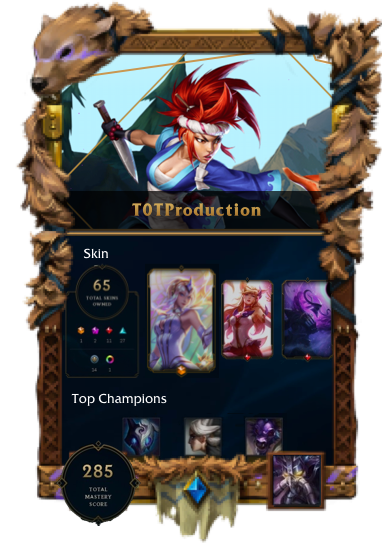 T0TProduction
Skin
65
TOTAL SKINS
OWNED
Top Champions
285
TOTAL
MASTERY
SCORE